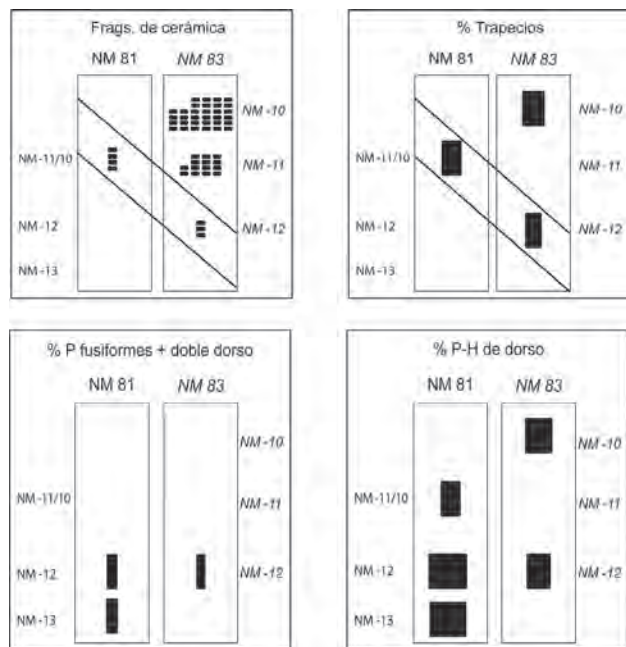 Frags. de cerámica
NM 81 NM 83
NM-10
NM-11/10 NM-11
NM-12 NM-12
NM-13
% Trapecios
NM 81 NM 83
NM-10
NM-11/10 NM-11
NM-12 NM-12
NM-13
% P fusiformes + doble dorso
NM 81 NM 83
NM-10
NM-11/10 NM-11
NM-12 NM-12
NM-13
% P-H de dorso
NM 81 NM 83
NM-10
NM-11/10 NM-11
NM-12 NM-12
NM-13